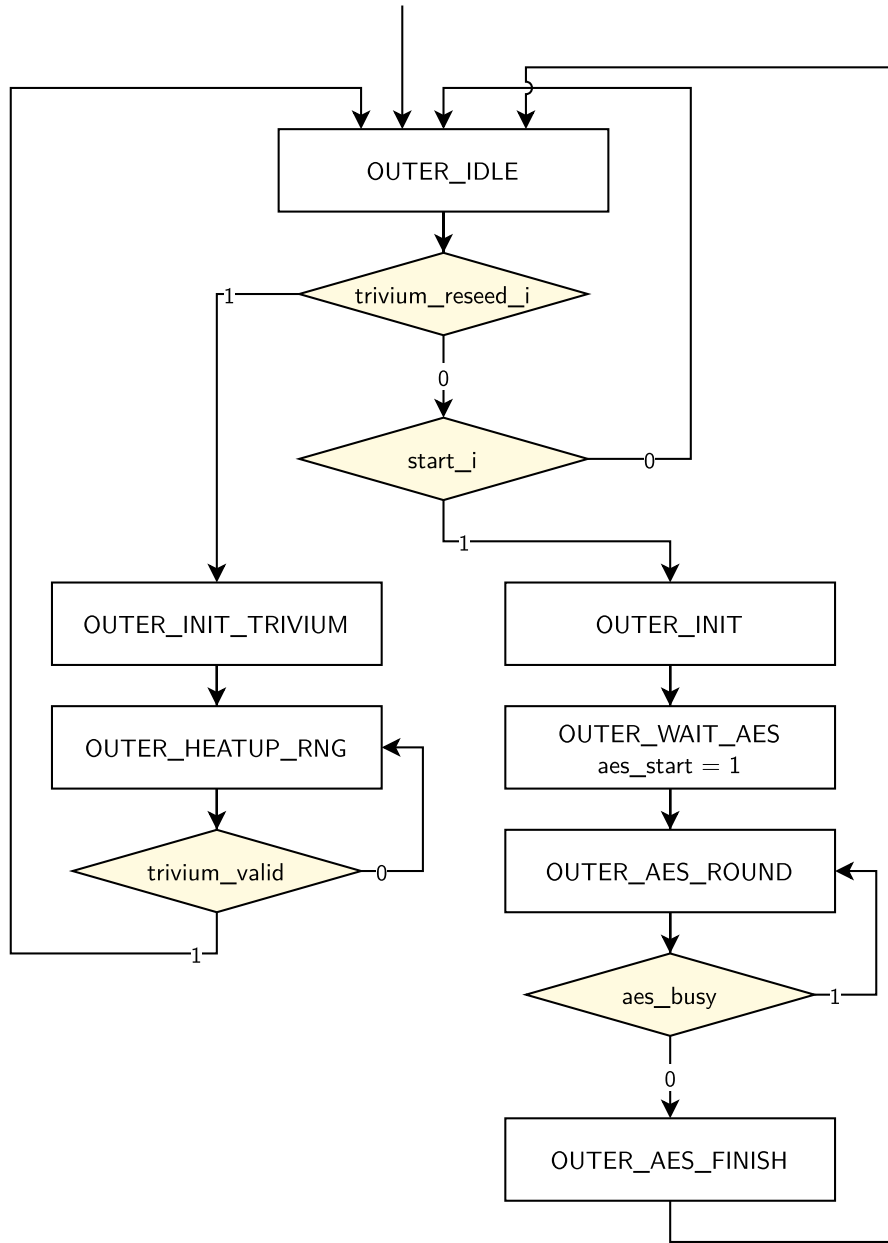 OUTER_IDLE
trivium_reseed_i
1
0
start_i
0
1
OUTER_INIT_TRIVIUM
OUTER_INIT
OUTER_HEATUP_RNG
OUTER_WAIT_AES
aes_start = 1
trivium_valid
0
OUTER_AES_ROUND
1
aes_busy
1
0
OUTER_AES_FINISH